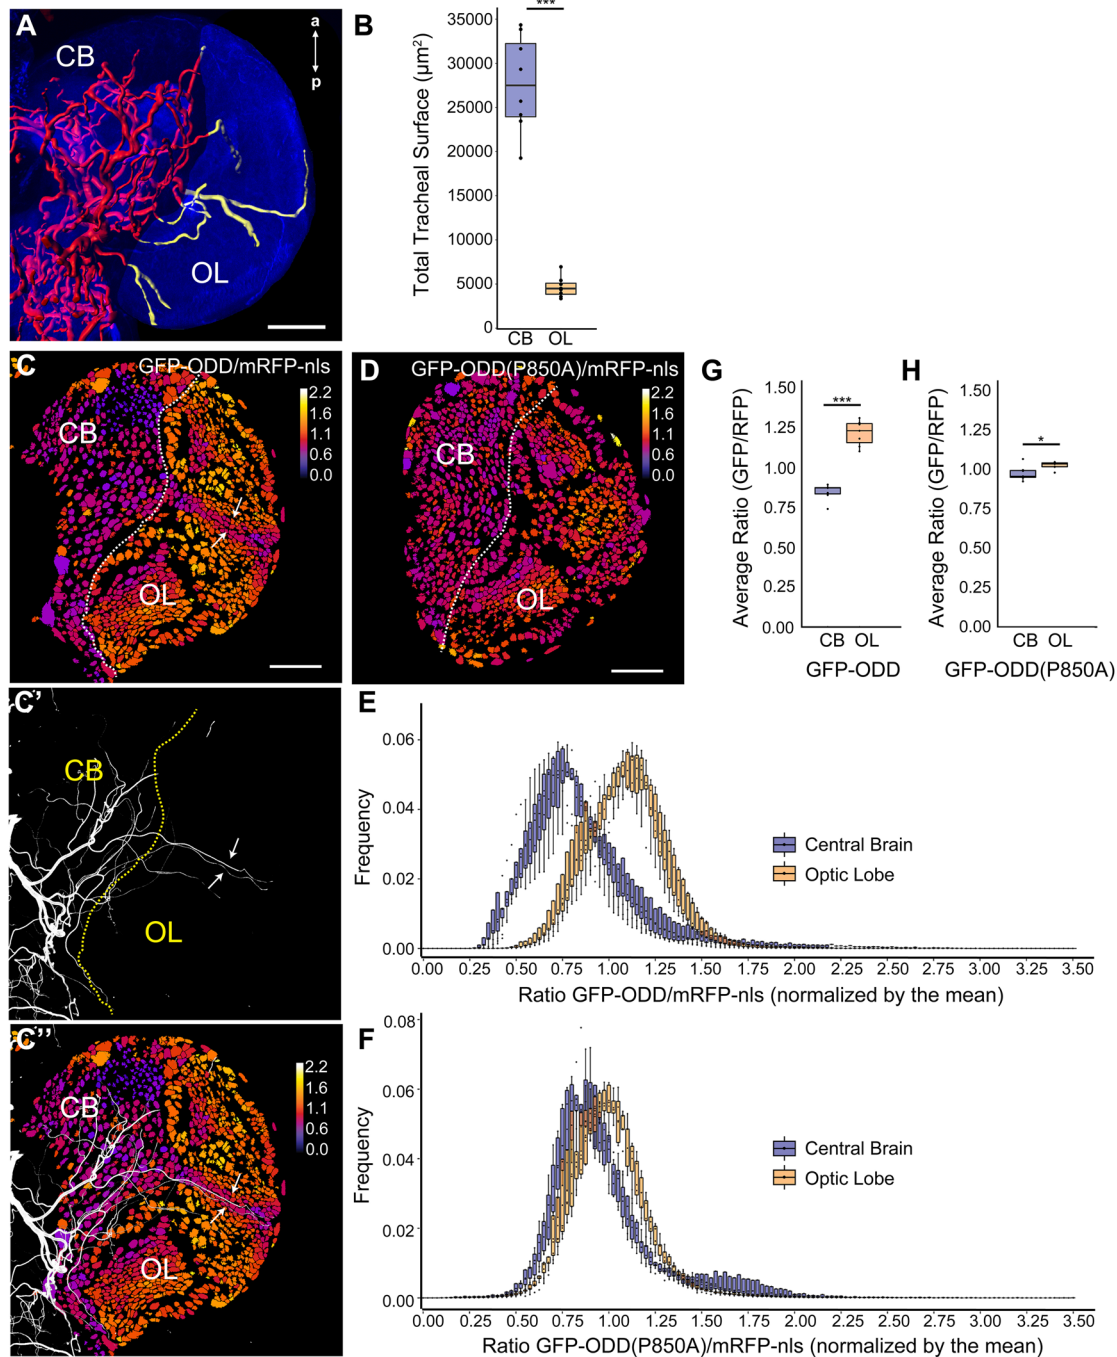 A
CB
a
p
OL
B
***
Total Tracheal Surface (µm²)
35000
30000
25000
20000
15000
10000
5000
0
CB OL
C
GFP-ODD/mRFP-nls
2.2
1.6
1.1
0.6
0.0
CB
OL
D
GFP-ODD(P850A)/mRFP-nls
2.2
1.6
1.1
0.6
0.0
CB
OL
G
Average Ratio (GFP/RFP)
1.50
1.25
1.00
0.75
0.50
0.25
0.00
***
CB OL
GFP-ODD
H
Average Ratio (GFP/RFP)
1.50
1.25
1.00
0.75
0.50
0.25
0.00
*
CB OL
GFP-ODD(P850A)
C'
CB
OL
E
Frequency
0.06
0.04
0.02
0.00
Central Brain
Optic Lobe
0.00 0.25 0.50 0.75 1.00 1.25 1.50 1.75 2.00 2.25 2.50 2.75 3.00 3.25 3.50
Ratio GFP-ODD/mRFP-nls (normalized by the mean)
C''
2.2
1.6
1.1
0.6
0.0
CB
OL
F
Frequency
0.08
0.06
0.04
0.02
0.00
Central Brain
Optic Lobe
0.00 0.25 0.50 0.75 1.00 1.25 1.50 1.75 2.00 2.25 2.50 2.75 3.00 3.25 3.50
Ratio GFP-ODD(P850A)/mRFP-nls (normalized by the mean)